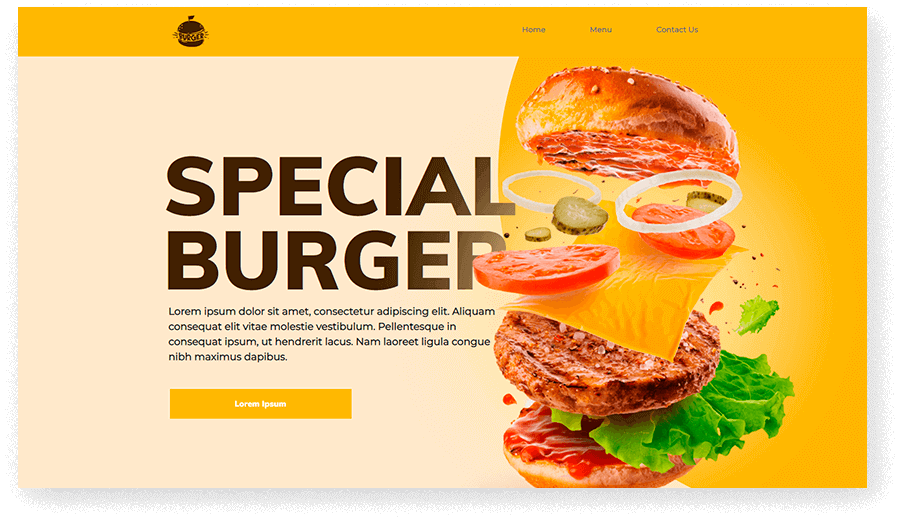 BURGER
Home
Menu
Contact Us
SPECIAL
BURGER
Lorem ipsum dolor sit amet, consectetur adipiscing elit. Aliquam
consequat elit vitae molestie vestibulum. Pellentesque in
consequat ipsum, ut hendrerit lacus. Nam laoreet ligula congue
nibh maximus dapibus.
Lorem Ipsum